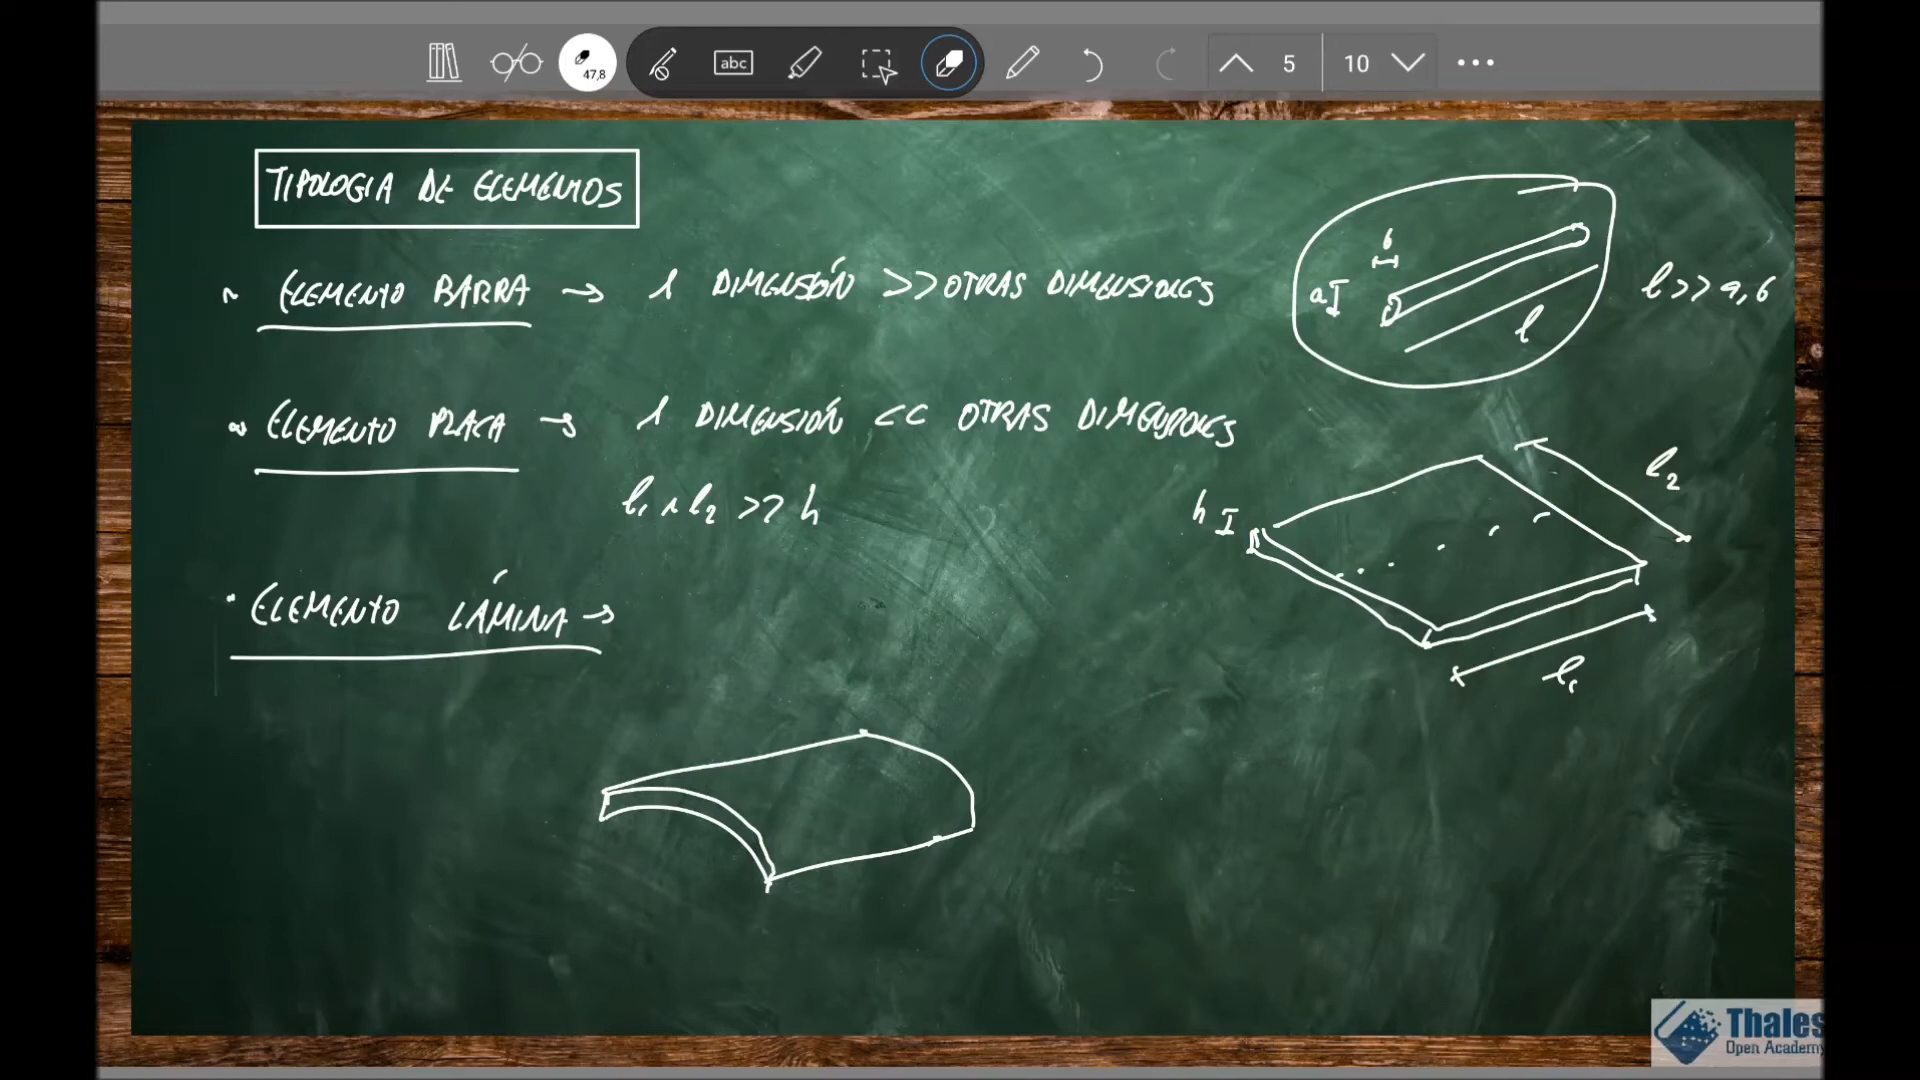 47,8
abc
5 10
TIPOLOGIA DE ELEMENTOS
ELEMENTO BARRA → 1 DIMENSIÓN >> OTRAS DIMENSIONES
b
a
l
l >> a, b
ELEMENTO PLACA → 1 DIMENSIÓN << OTRAS DIMENSIONES
l₁ ∧ l₂ >> h
h
l₂
l₁
· ELEMENTO LÁMINA →
Thales
Open Academy